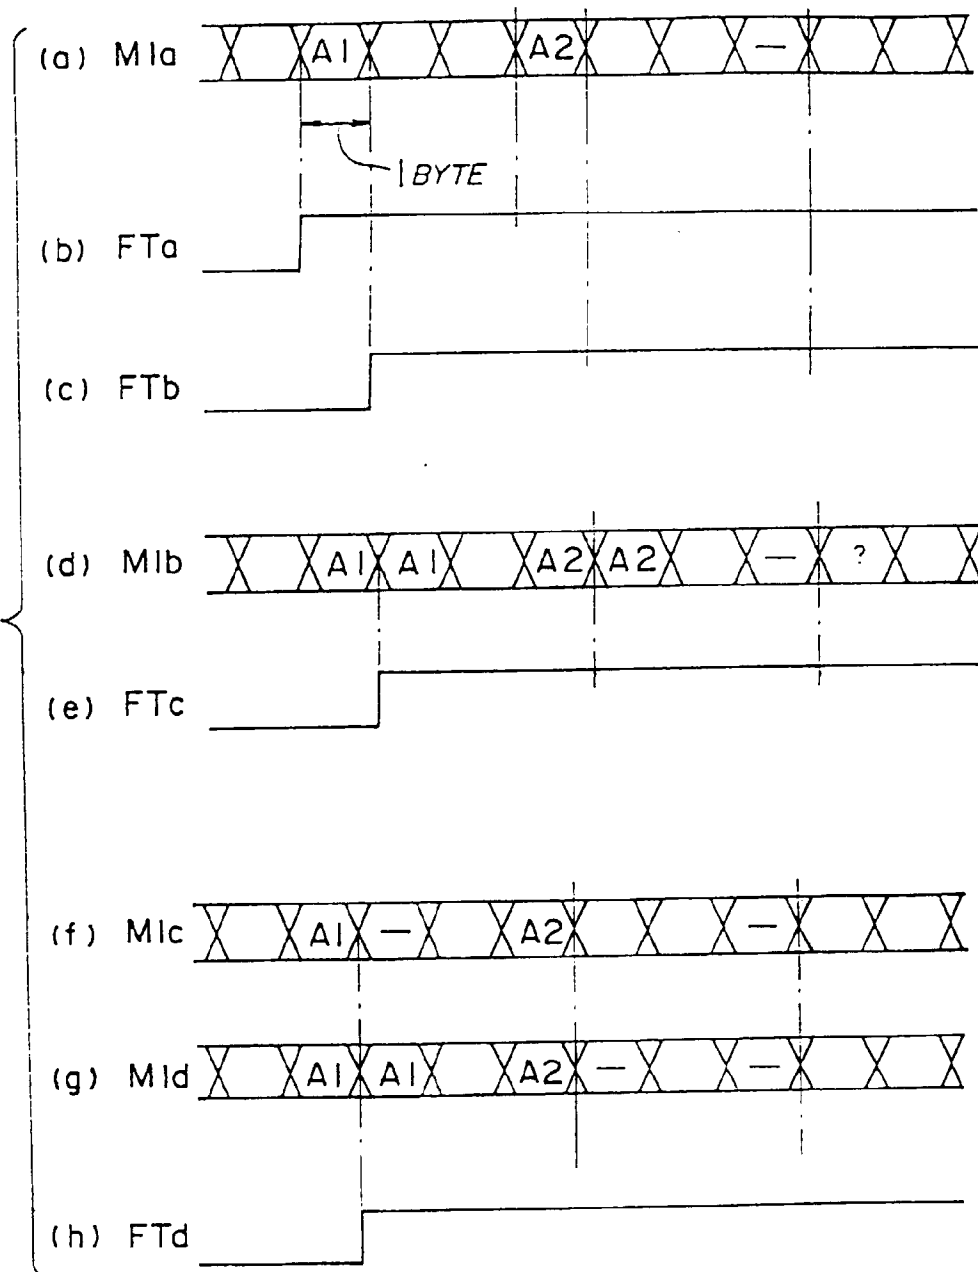 (a) MIa A1 A2 —
1 BYTE
(b) FTa
(c) FTb
(d) MIb A1 A1 A2 A2 — ?
(e) FTc
(f) MIc A1 — A2 —
(g) MId A1 A1 A2 — —
(h) FTd